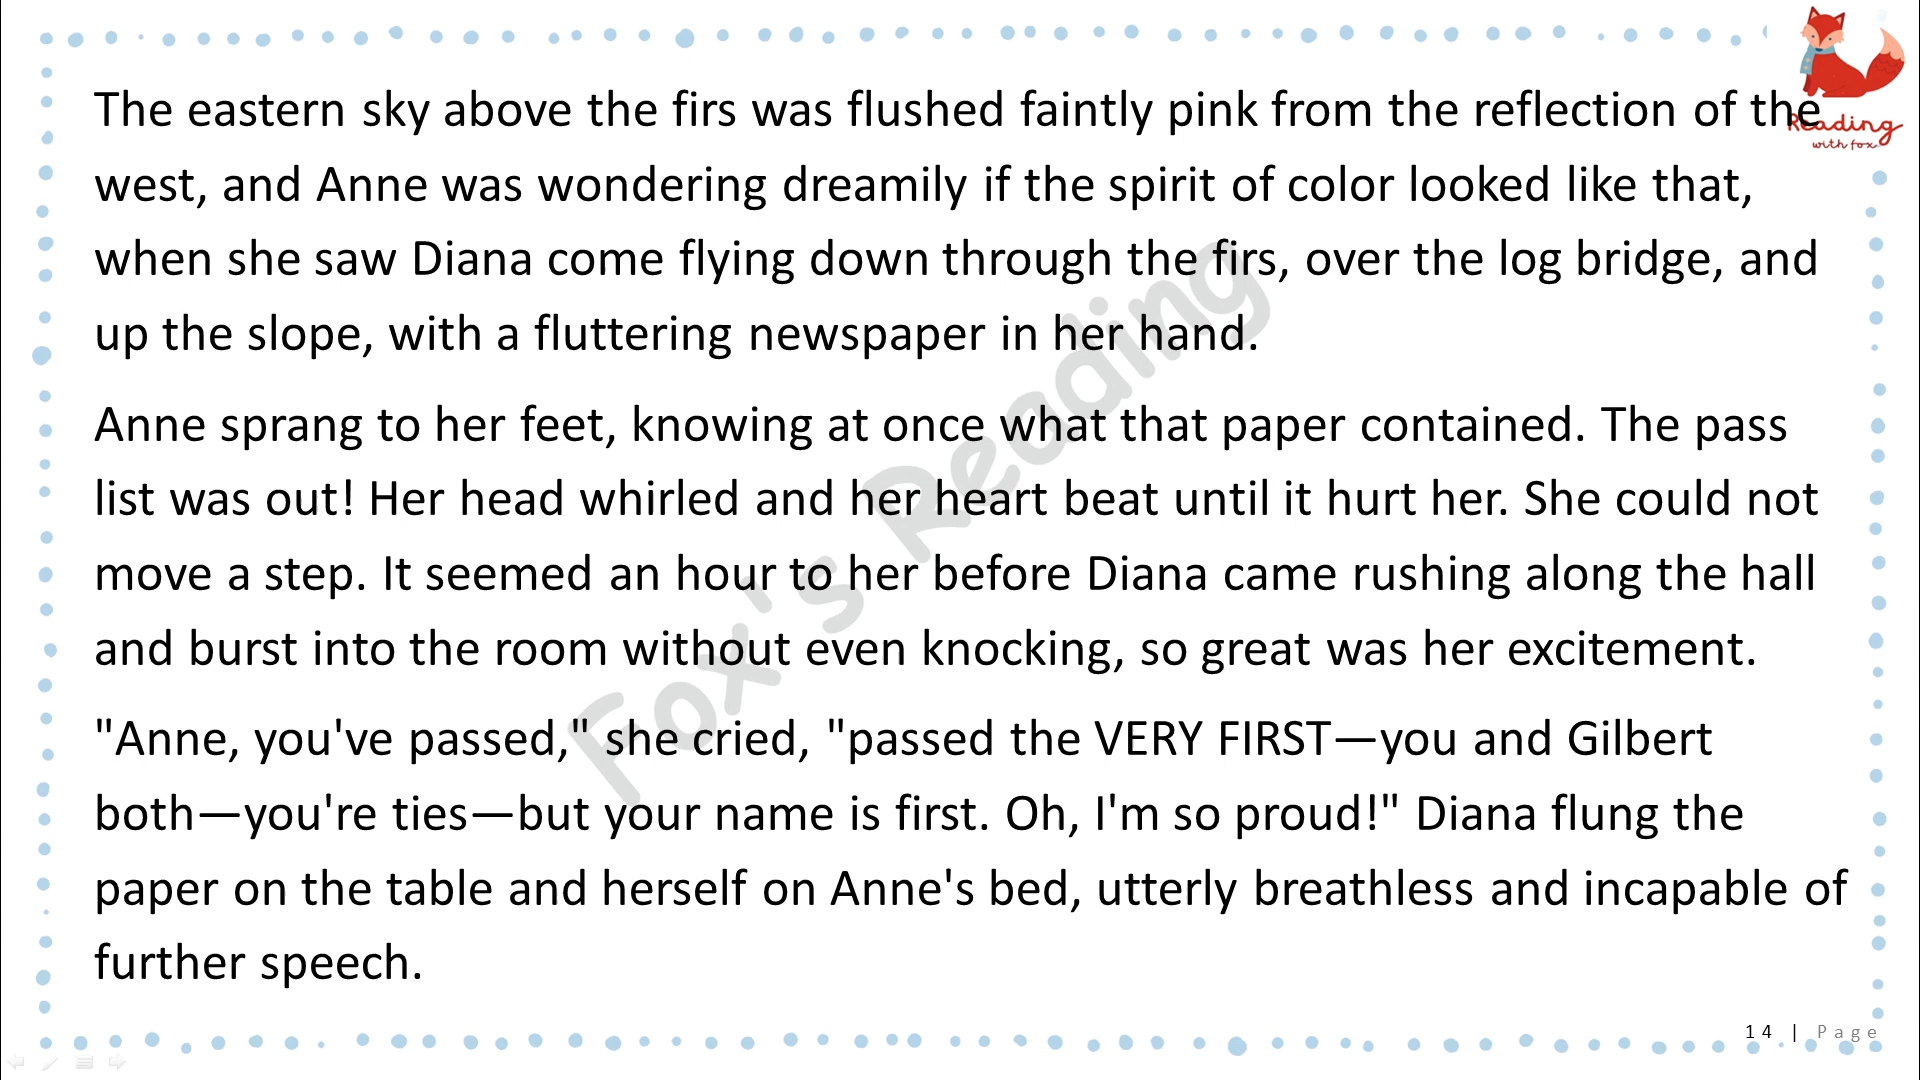 The eastern sky above the firs was flushed faintly pink from the reflection of the
Reading
with fox
west, and Anne was wondering dreamily if the spirit of color looked like that,
when she saw Diana come flying down through the firs, over the log bridge, and
up the slope, with a fluttering newspaper in her hand.
Anne sprang to her feet, knowing at once what that paper contained. The pass
list was out! Her head whirled and her heart beat until it hurt her. She could not
move a step. It seemed an hour to her before Diana came rushing along the hall
and burst into the room without even knocking, so great was her excitement.
"Anne, you've passed," she cried, "passed the VERY FIRST—you and Gilbert
both—you're ties—but your name is first. Oh, I'm so proud!" Diana flung the
paper on the table and herself on Anne's bed, utterly breathless and incapable of
further speech.
Fox's Reading
14 | Page